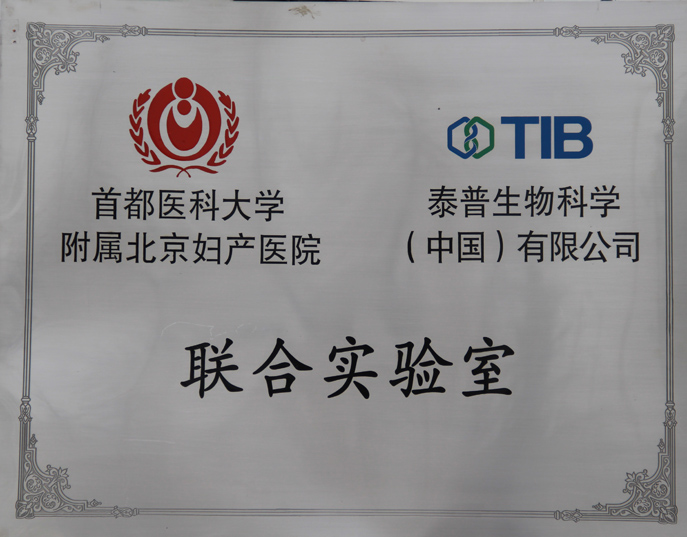 TIB
首都医科大学
附属北京妇产医院
泰普生物科学
（中国）有限公司
联合实验室